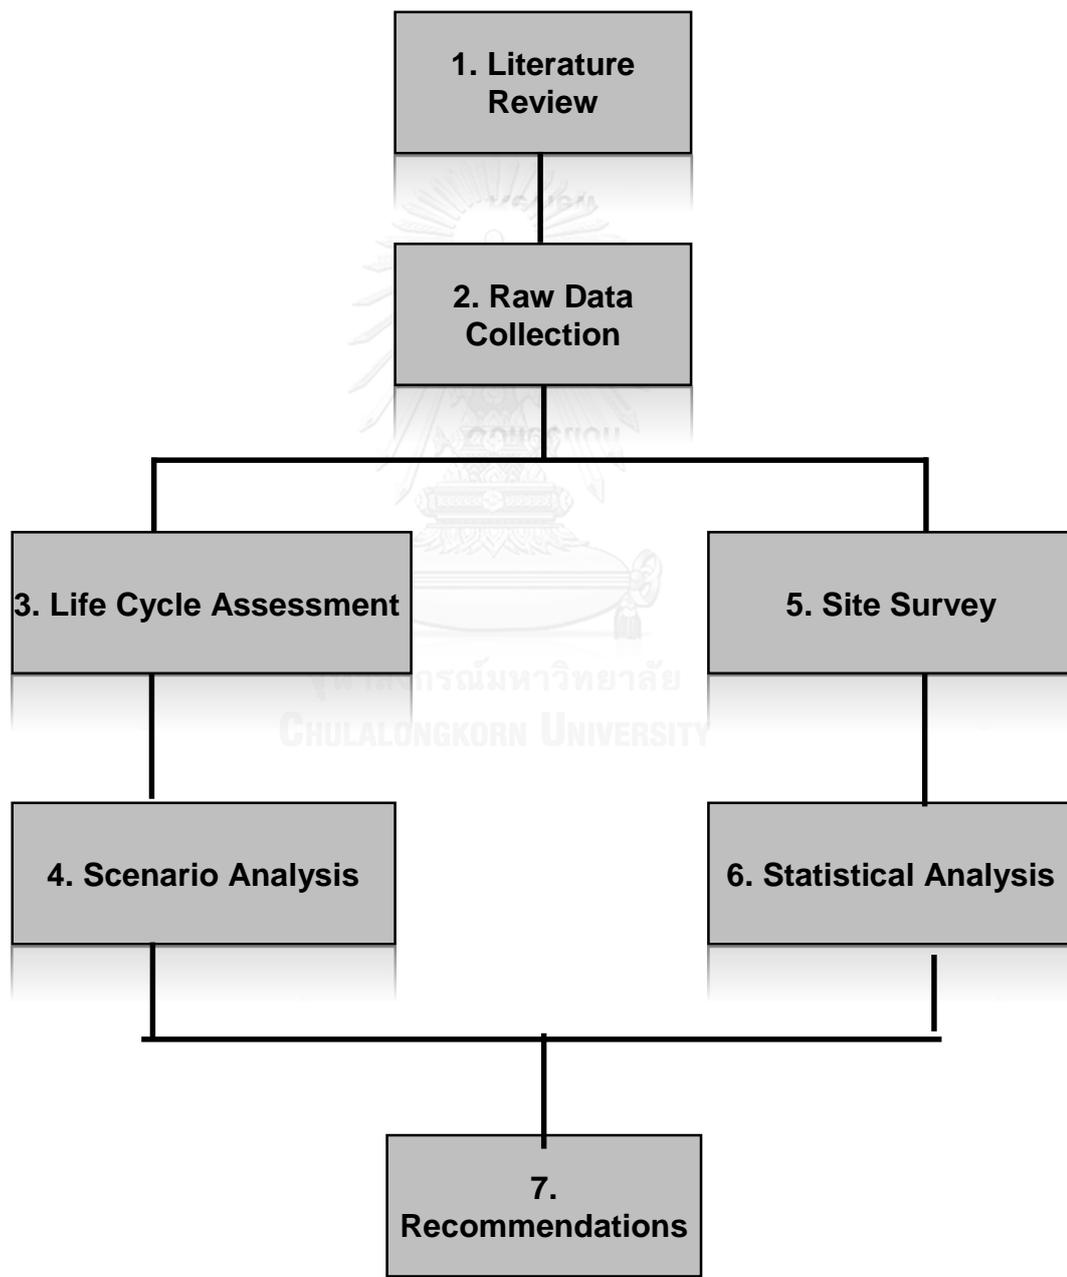 1. Literature
Review
2. Raw Data
Collection
3. Life Cycle Assessment
5. Site Survey
จุฬาลงกรณ์มหาวิทยาลัย
CHULALONGKORN UNIVERSITY
4. Scenario Analysis
6. Statistical Analysis
7.
Recommendations